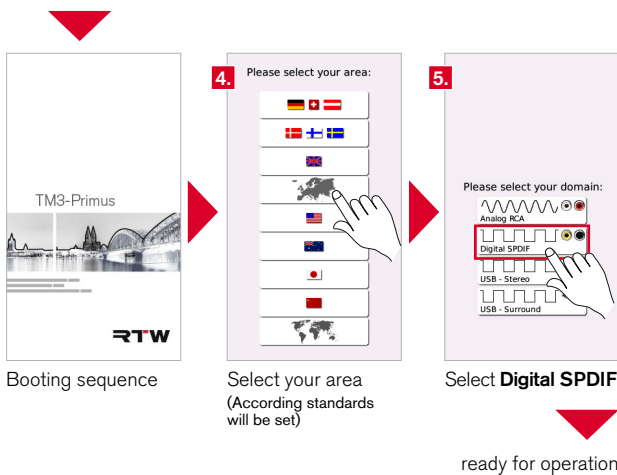 TM3-Primus
RTW
Booting sequence
4.
Please select your area:
Select your area
(According standards
will be set)
5.
Please select your domain:
Analog RCA
Digital SPDIF
USB - Stereo
USB - Surround
Select Digital SPDIF
ready for operation